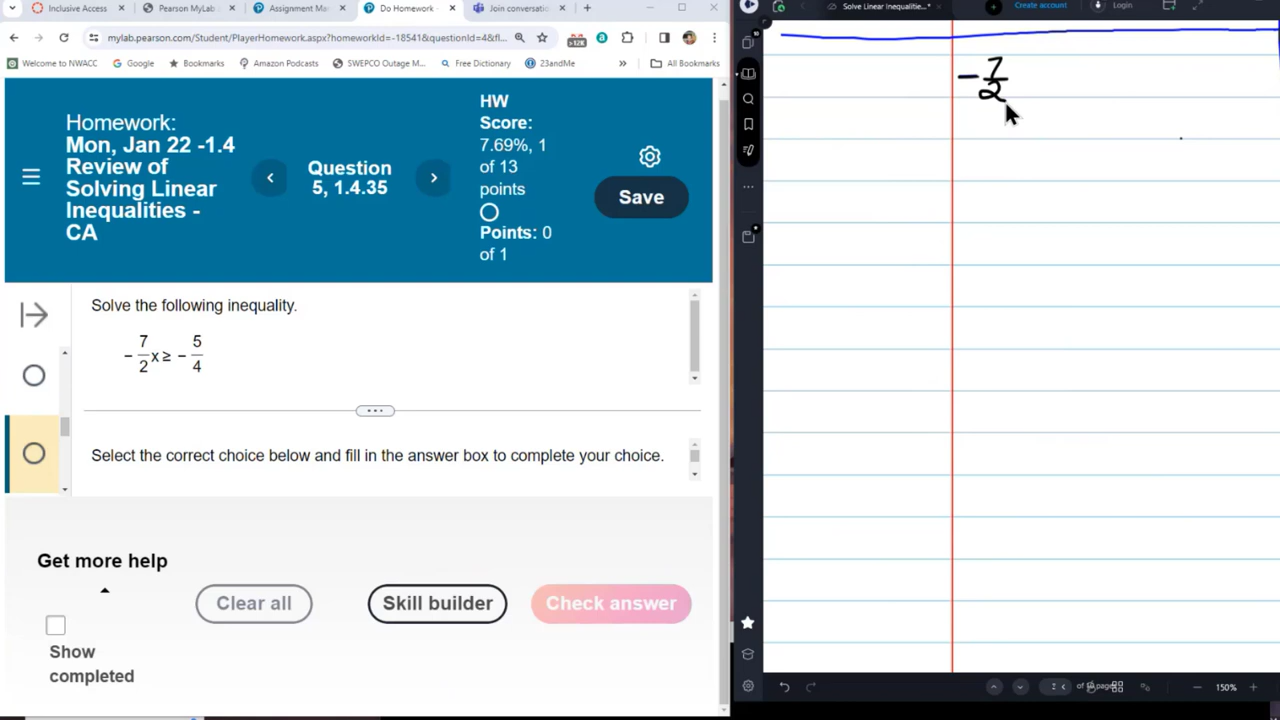 Inclusive Access
Pearson MyLab
Assignment Mar
Do Homework -
Join conversatio
mylab.pearson.com/Student/PlayerHomework.aspx?homeworkId=-18541&questionId=4&fl...
>12K
Welcome to NWACC
Google
Bookmarks
Amazon Podcasts
SWEPCO Outage M...
Free Dictionary
23andMe
»
All Bookmarks
Homework:
Mon, Jan 22 -1.4
Review of
Solving Linear
Inequalities -
CA
Question
5, 1.4.35
HW
Score:
7.69%, 1
of 13
points
Points: 0
of 1
Save
Solve the following inequality.
- 7/2 x ≥ - 5/4
Select the correct choice below and fill in the answer box to complete your choice.
Get more help
Clear all
Skill builder
Check answer
Show
completed
Solve Linear Inequalitie...*
Create account
Login
- 7/2
150%